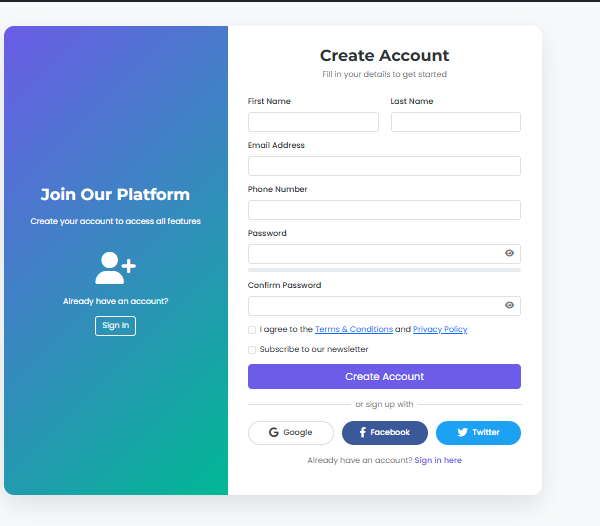 Join Our Platform
Create your account to access all features
Already have an account?
Sign In
Create Account
Fill in your details to get started
First Name
Last Name
Email Address
Phone Number
Password
Confirm Password
I agree to the Terms & Conditions and Privacy Policy
Subscribe to our newsletter
Create Account
or sign up with
Google
Facebook
Twitter
Already have an account? Sign in here